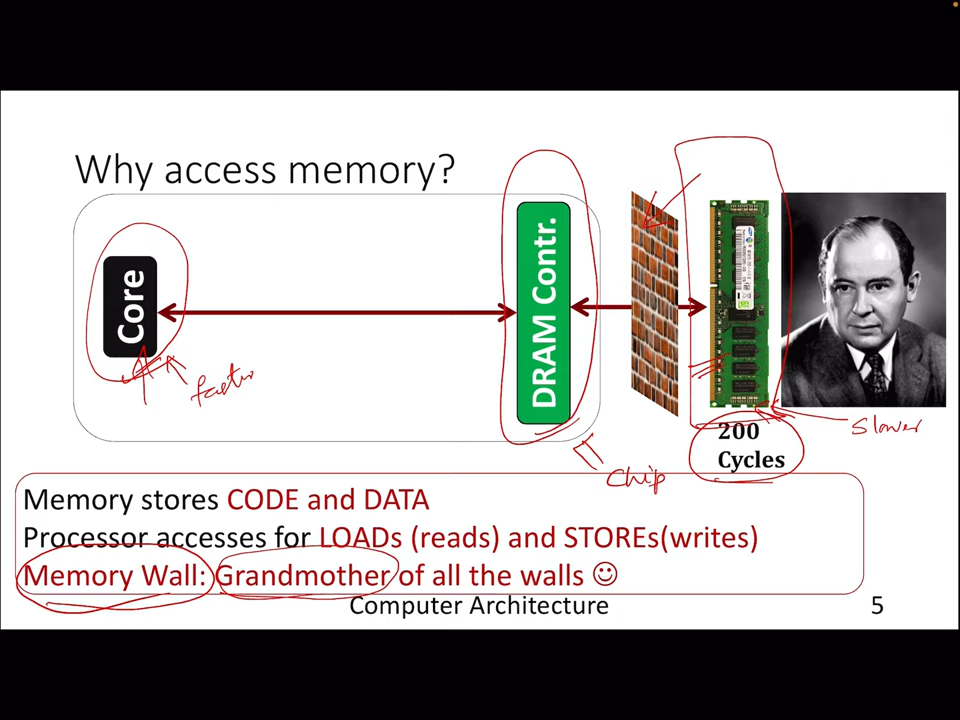 Why access memory?
Core
DRAM Contr.
faster
200
Cycles
Slower
Chip
Memory stores CODE and DATA
Processor accesses for LOADs (reads) and STOREs(writes)
Memory Wall: Grandmother of all the walls ☺
Computer Architecture
5